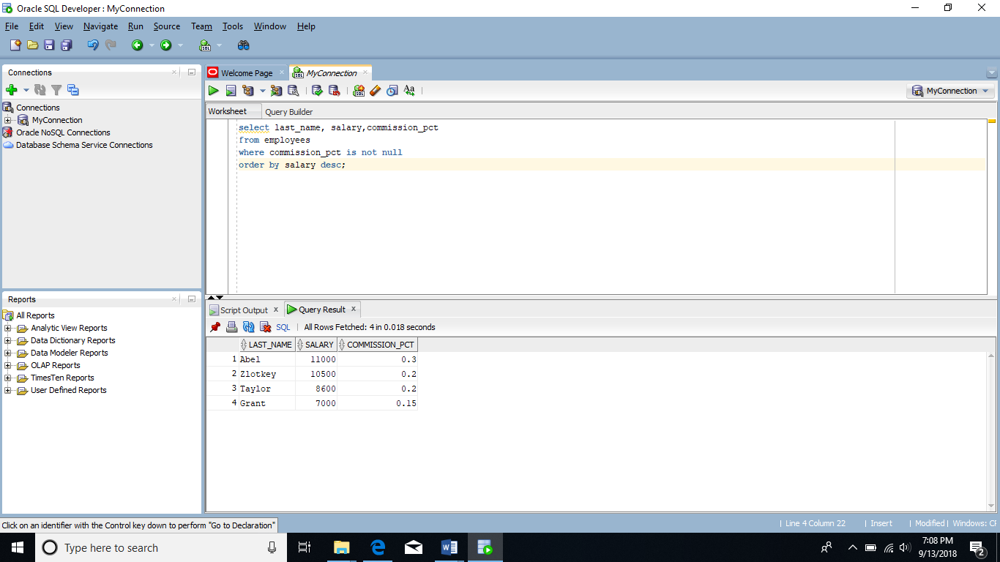 Oracle SQL Developer : MyConnection
File Edit View Navigate Run Source Team Tools Window Help
Connections
Connections
MyConnection
Oracle NoSQL Connections
Database Schema Service Connections
Reports
All Reports
Analytic View Reports
Data Dictionary Reports
Data Modeler Reports
OLAP Reports
TimesTen Reports
User Defined Reports
Welcome Page MyConnection
MyConnection
Worksheet Query Builder
select last_name, salary,commission_pct
from employees
where commission_pct is not null
order by salary desc;
Script Output x Query Result x
SQL | All Rows Fetched: 4 in 0.018 seconds
LAST_NAME SALARY COMMISSION_PCT
1 Abel 11000 0.3
2 Zlotkey 10500 0.2
3 Taylor 8600 0.2
4 Grant 7000 0.15
Click on an identifier with the Control key down to perform "Go to Declaration"
| Line 4 Column 22 | Insert | Modified | Windows: CF
Type here to search
7:08 PM
9/13/2018
2